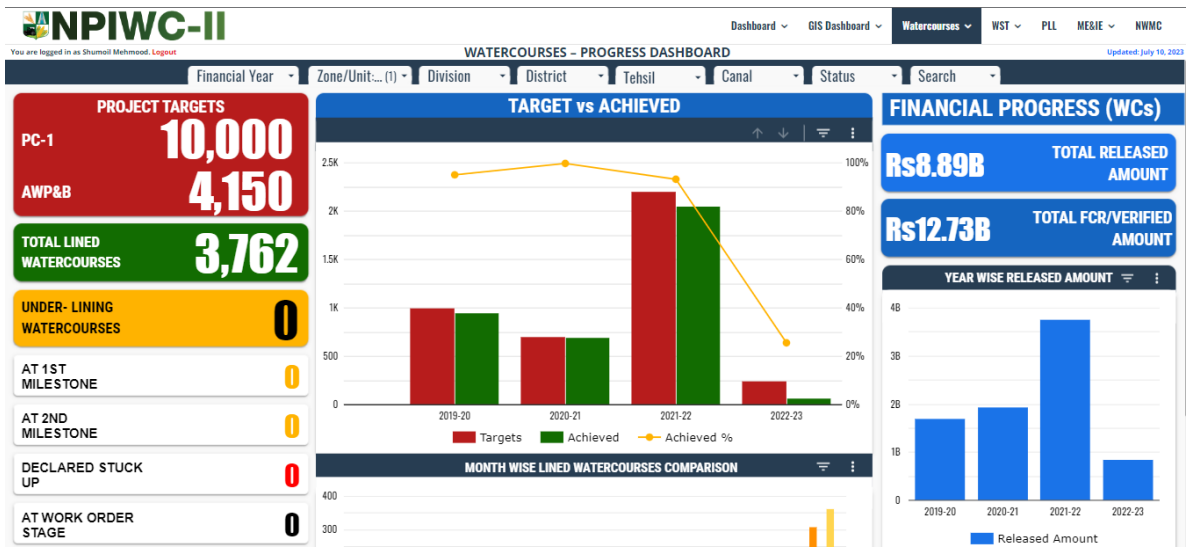 NPIWC-II
Dashboard
GIS Dashboard
Watercourses
WST
PLL
ME&IE
NWMC
You are logged in as Shumoil Mehmood. Logout
WATERCOURSES – PROGRESS DASHBOARD
Updated: July 10, 2023
Financial Year
Zone/Unit:... (1)
Division
District
Tehsil
Canal
Status
Search
PROJECT TARGETS
PC-1
10,000
AWP&B
4,150
TOTAL LINED
WATERCOURSES
3,762
UNDER- LINING
WATERCOURSES
0
AT 1ST
MILESTONE
0
AT 2ND
MILESTONE
0
DECLARED STUCK
UP
0
AT WORK ORDER
STAGE
0
TARGET vs ACHIEVED
2.5K
2K
1.5K
1K
500
0
100%
80%
60%
40%
20%
0%
2019-20
2020-21
2021-22
2022-23
Targets
Achieved
Achieved %
MONTH WISE LINED WATERCOURSES COMPARISON
400
300
FINANCIAL PROGRESS (WCs)
Rs8.89B
TOTAL RELEASED
AMOUNT
Rs12.73B
TOTAL FCR/VERIFIED
AMOUNT
YEAR WISE RELEASED AMOUNT
4B
3B
2B
1B
0
2019-20
2020-21
2021-22
2022-23
Released Amount